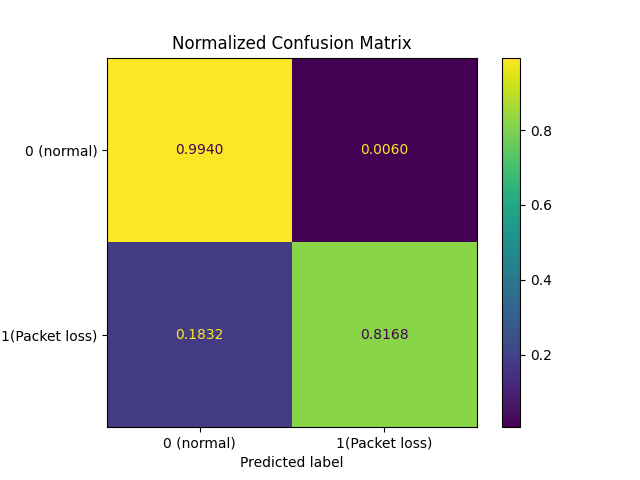 Normalized Confusion Matrix
0 (normal)
0.9940
0.0060
1(Packet loss)
0.1832
0.8168
0 (normal)
1(Packet loss)
Predicted label
0.8
0.6
0.4
0.2